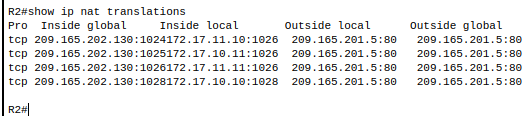 R2#show ip nat translations
Pro  Inside global     Inside local       Outside local      Outside global
tcp 209.165.202.130:1024172.17.11.10:1026  209.165.201.5:80   209.165.201.5:80
tcp 209.165.202.130:1025172.17.10.11:1026  209.165.201.5:80   209.165.201.5:80
tcp 209.165.202.130:1026172.17.11.11:1026  209.165.201.5:80   209.165.201.5:80
tcp 209.165.202.130:1028172.17.10.10:1028  209.165.201.5:80   209.165.201.5:80
R2#